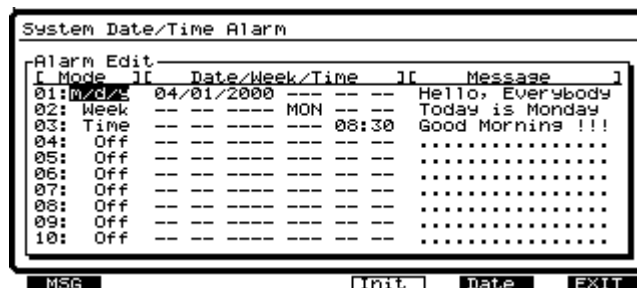 System Date/Time Alarm
Alarm Edit
[ Mode ][ Date/Week/Time ][ Message ]
01:m/d/y 04/01/2000 --- -- -- Hello, Everybody
02: Week -- -- ---- MON -- -- Today is Monday
03: Time -- -- ---- --- 08:30 Good Morning !!!
04: Off -- -- ---- --- -- -- ................
05: Off -- -- ---- --- -- -- ................
06: Off -- -- ---- --- -- -- ................
07: Off -- -- ---- --- -- -- ................
08: Off -- -- ---- --- -- -- ................
09: Off -- -- ---- --- -- -- ................
10: Off -- -- ---- --- -- -- ................
MSG Init Date EXIT